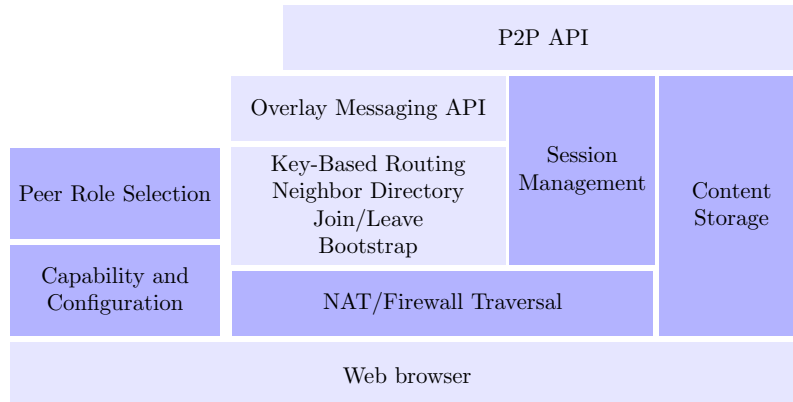 P2P API
Overlay Messaging API
Session
Management
Content
Storage
Key-Based Routing
Neighbor Directory
Join/Leave
Bootstrap
Peer Role Selection
Capability and
Configuration
NAT/Firewall Traversal
Web browser